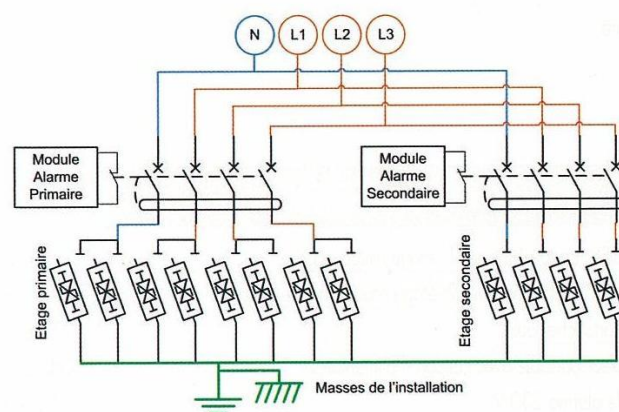 N L1 L2 L3
Module
Alarme
Primaire
Module
Alarme
Secondaire
Etage primaire
Etage secondaire
Masses de l'installation